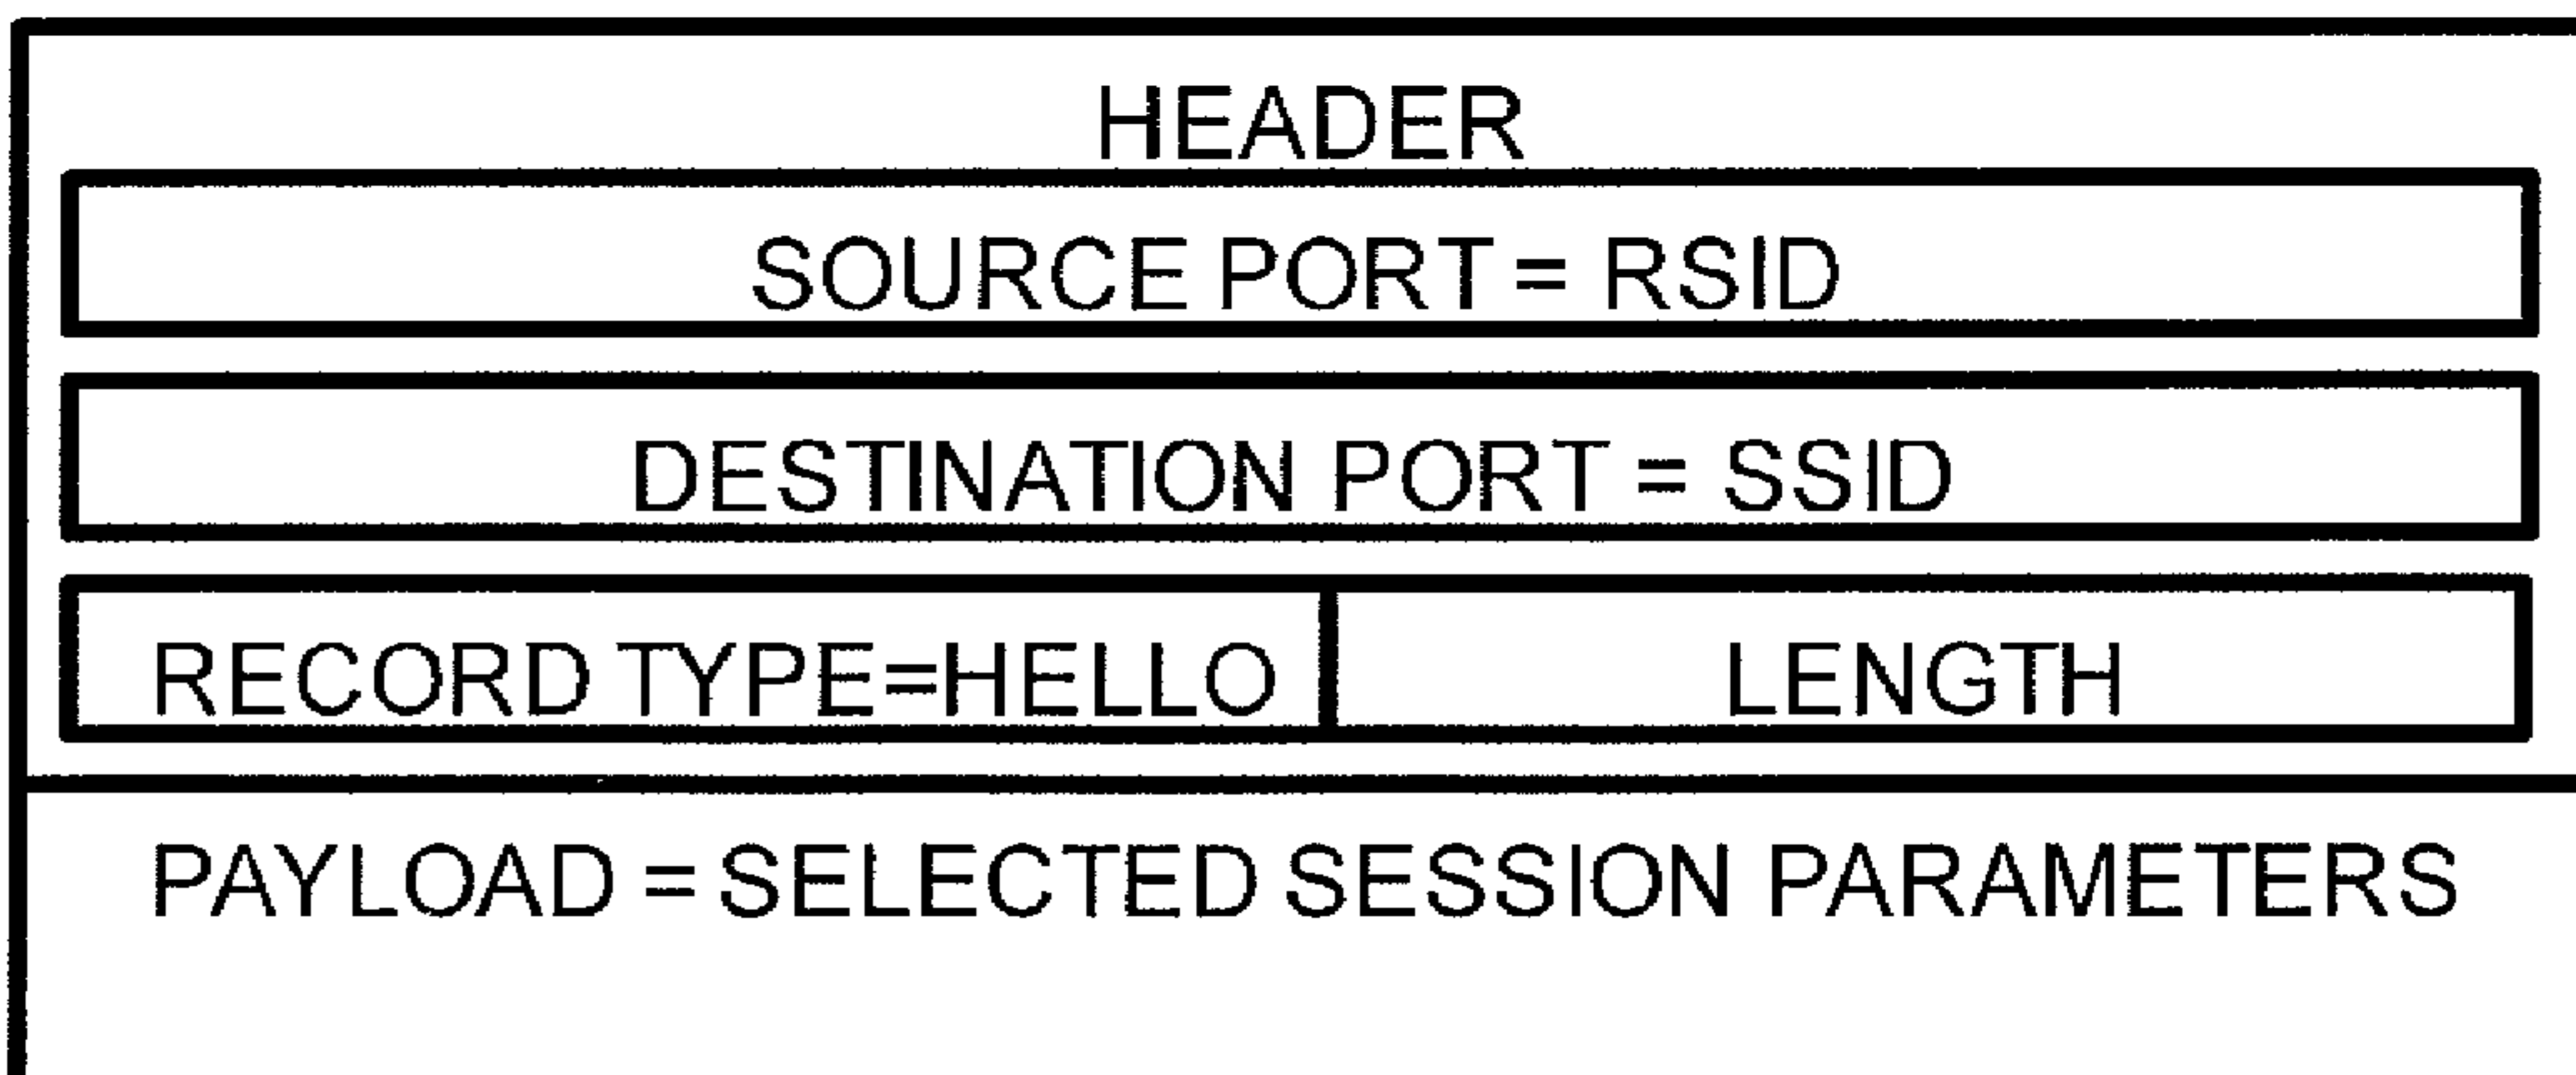 HEADER
SOURCE PORT = RSID
DESTINATION PORT = SSID
RECORD TYPE=HELLO LENGTH
PAYLOAD = SELECTED SESSION PARAMETERS